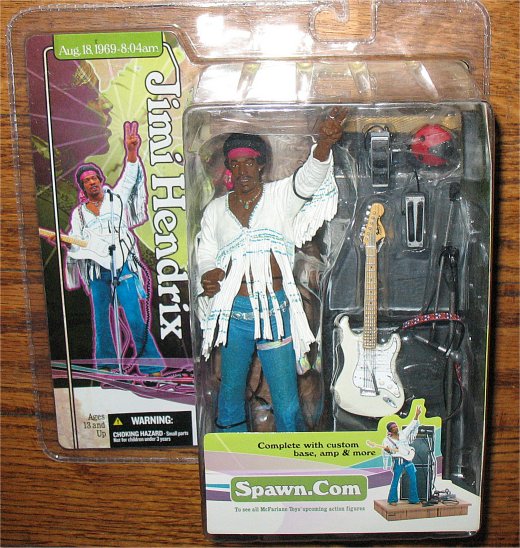 Aug. 18, 1969 - 8:04am
Jimi Hendrix
Ages
13 and Up
WARNING:
CHOKING HAZARD - Small parts
Not for children under 3 years
Complete with custom
base, amp & more
Spawn.Com
To see all McFarlane Toys' upcoming action figures